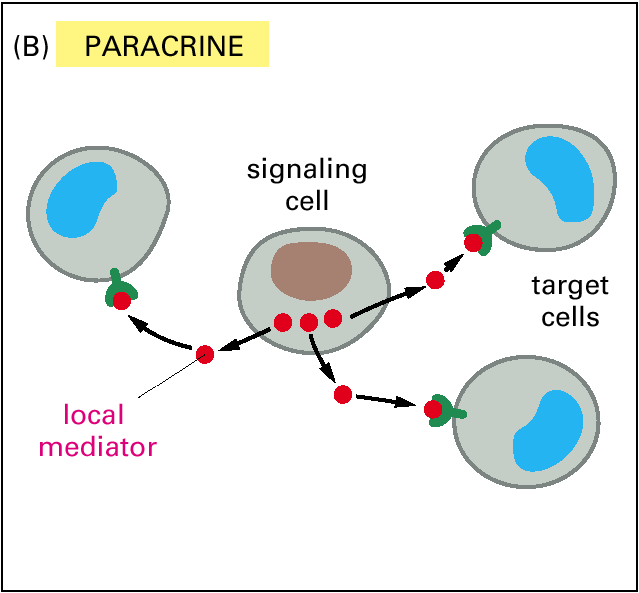 (B) PARACRINE
signaling
cell
target
cells
local
mediator